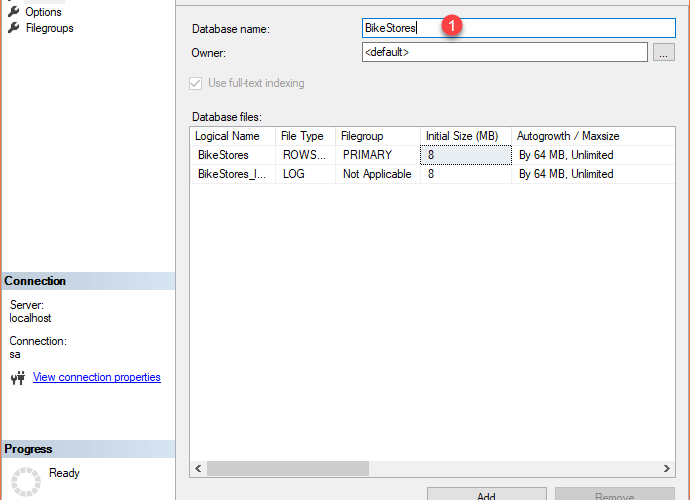 Options
Filegroups
Database name:
BikeStores
1
Owner:
<default>
...
Use full-text indexing
Database files:
Logical Name File Type Filegroup Initial Size (MB) Autogrowth / Maxsize
BikeStores ROWS... PRIMARY 8 By 64 MB, Unlimited
BikeStores_l... LOG Not Applicable 8 By 64 MB, Unlimited
Connection
Server:
localhost
Connection:
sa
View connection properties
Progress
Ready
Add
Remove